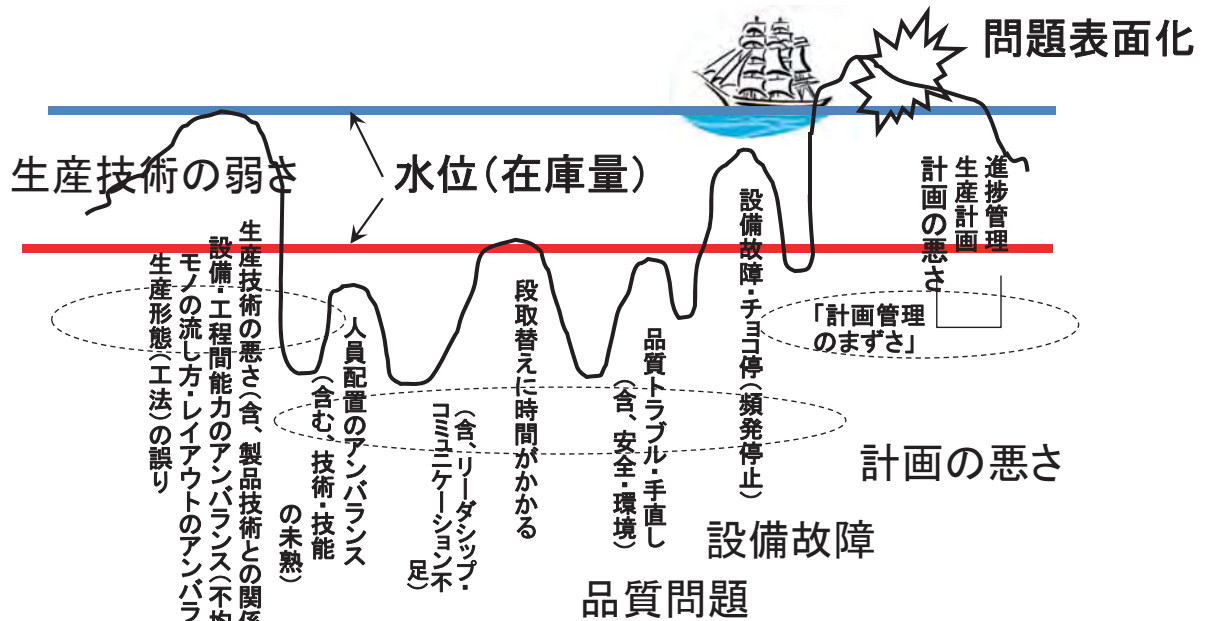 問題表面化
生産技術の弱さ
水位（在庫量）
進捗管理
生産計画
計画の悪さ
「計画管理
のまずさ」
設備故障・チョコ停（頻発停止）
品質トラブル・手直し
（含、安全・環境）
段取替えに時間がかかる
（含、リーダシップ・
コミュニケーション不
足）
人員配置のアンバランス
（含む、技術・技能
の未熟）
生産技術の悪さ（含、製品技術との関係
設備・工程間能力のアンバランス（不均
モノの流し方・レイアウトのアンバラ
生産形態（工法）の誤り
計画の悪さ
設備故障
品質問題